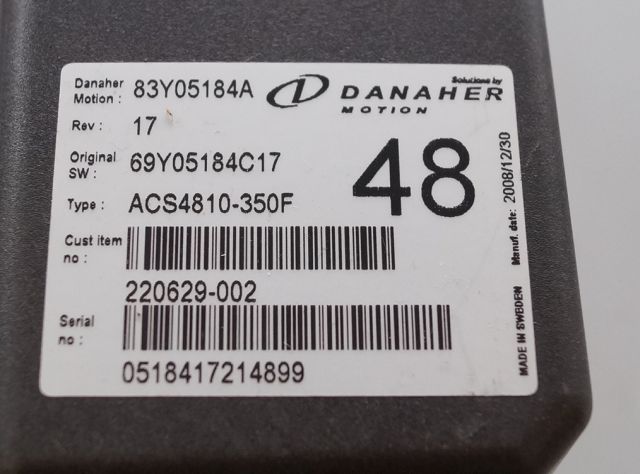 Solutions by
DANAHER
MOTION
Danaher Motion : 83Y05184A
Rev : 17
Original SW : 69Y05184C17
Type : ACS4810-350F
48
Cust item no :
220629-002
Serial no :
0518417214899
MADE IN SWEDEN Manuf. date: 2008/12/30